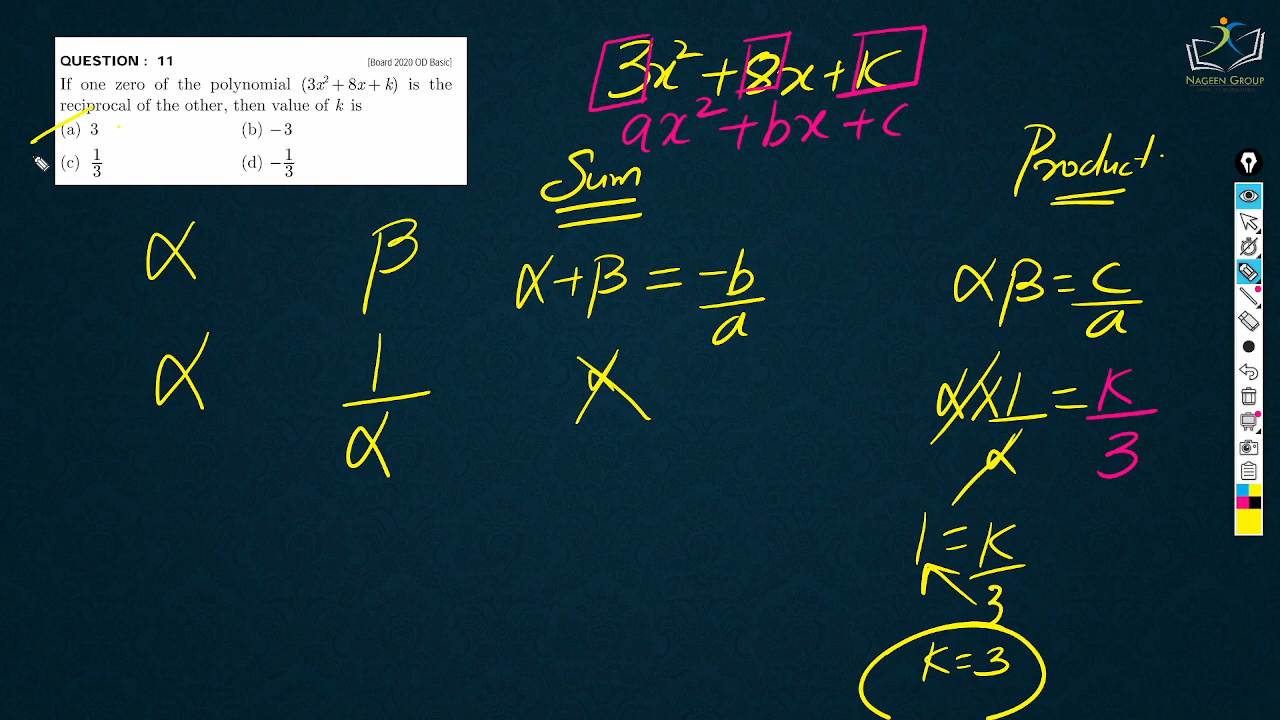 QUESTION : 11 [Board 2020 OD Basic]
If one zero of the polynomial (3x² + 8x + k) is the
reciprocal of the other, then value of k is
(a) 3 (b) −3
(c) 1/3 (d) −1/3
3x² + 8x + K
ax² + bx + c
NAGEEN GROUP
Sum
Product
α β
α + β = -b/a
αβ = c/a
α 1/α
α
α × 1/α = K/3
1 = K/3
K = 3